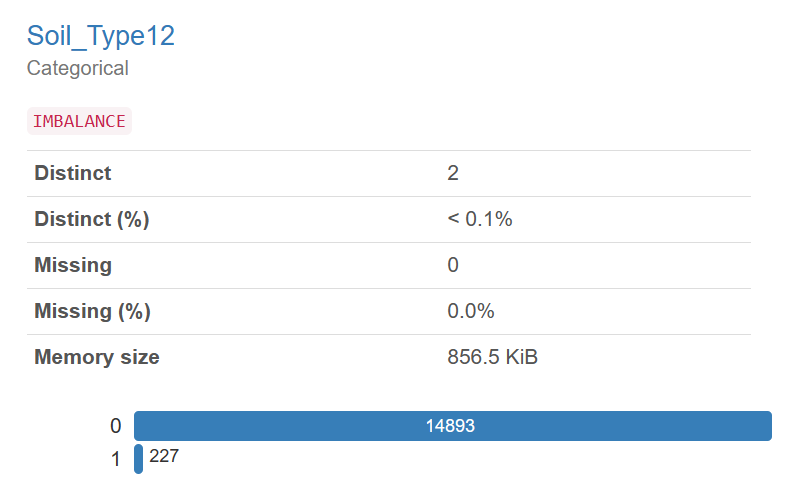 Soil_Type12
Categorical
IMBALANCE
Distinct 2
Distinct (%) < 0.1%
Missing 0
Missing (%) 0.0%
Memory size 856.5 KiB
0 14893
1 227